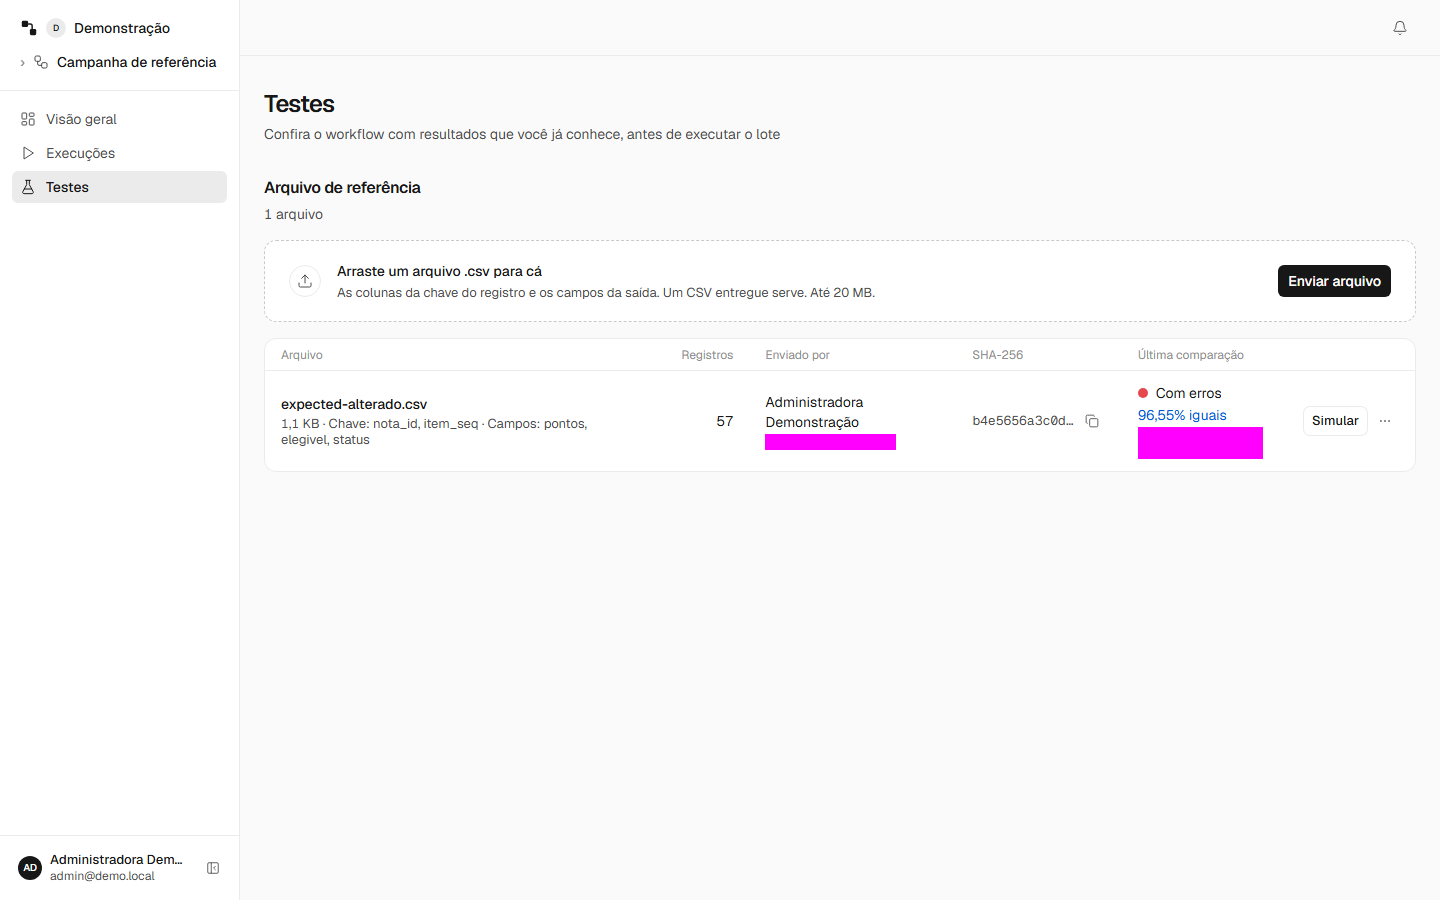 D Demonstração
Campanha de referência
Visão geral
Execuções
Testes
Testes
Confira o workflow com resultados que você já conhece, antes de executar o lote
Arquivo de referência
1 arquivo
Arraste um arquivo .csv para cá
As colunas da chave do registro e os campos da saída. Um CSV entregue serve. Até 20 MB.
Enviar arquivo
Arquivo Registros Enviado por SHA-256 Última comparação
expected-alterado.csv
1,1 KB · Chave: nota_id, item_seq · Campos: pontos,
elegivel, status
57
Administradora
Demonstração
b4e5656a3c0d…
Com erros
96,55% iguais
Simular
AD
Administradora Dem…
admin@demo.local